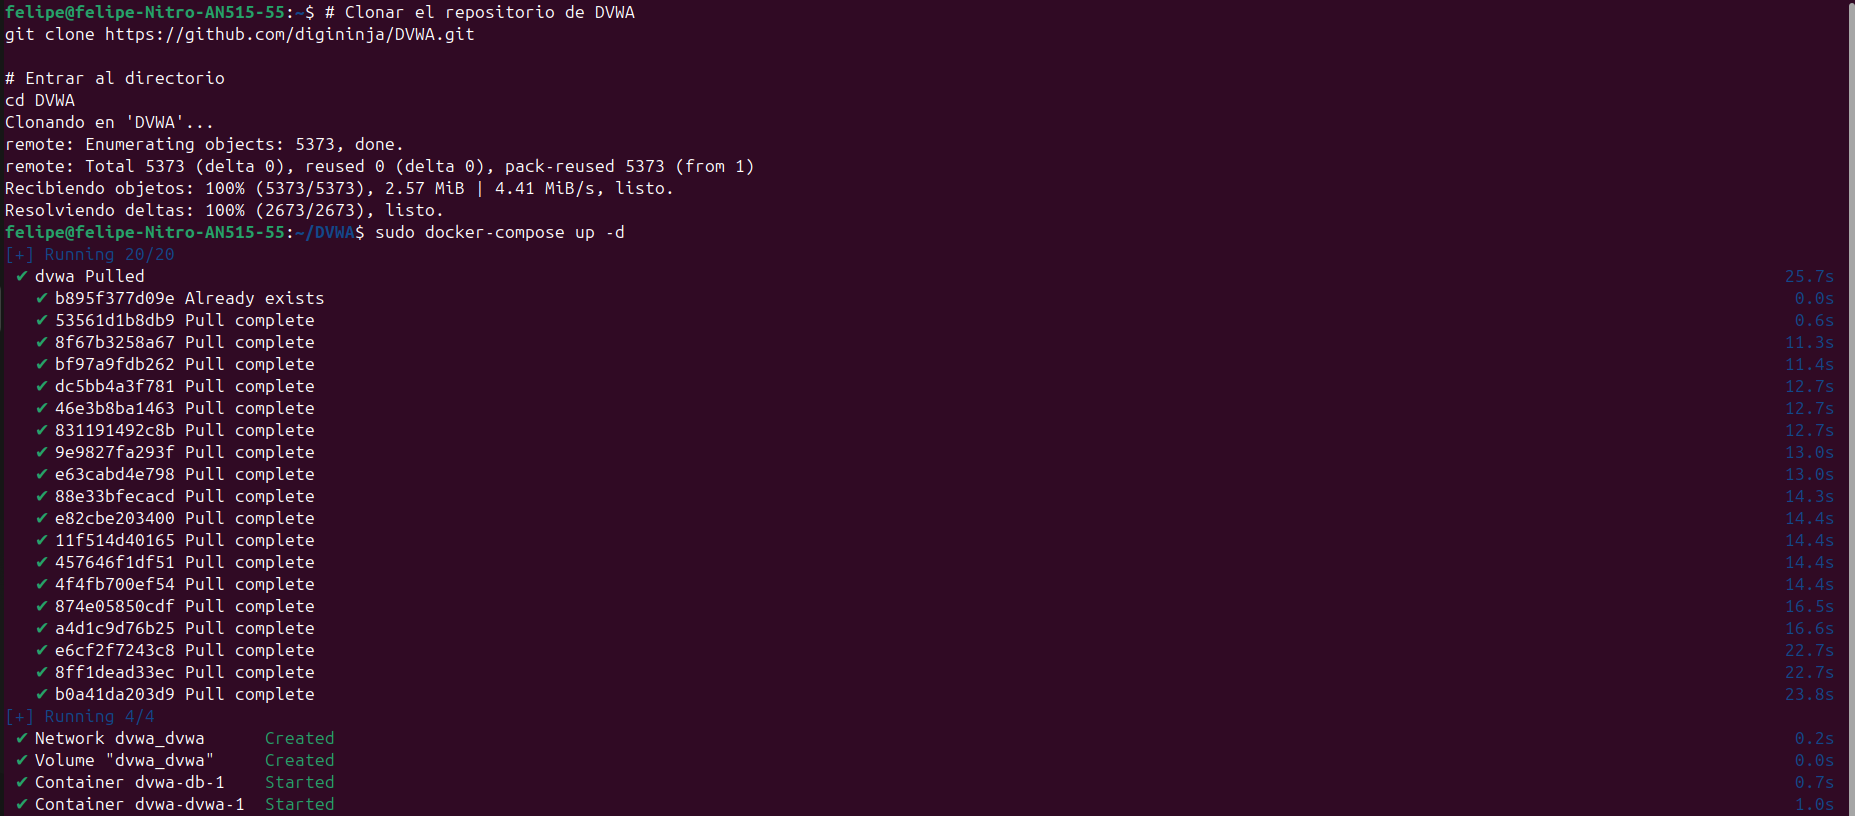 felipe@felipe-Nitro-AN515-55:~$ # Clonar el repositorio de DVWA
git clone https://github.com/digininja/DVWA.git

# Entrar al directorio
cd DVWA
Clonando en 'DVWA'...
remote: Enumerating objects: 5373, done.
remote: Total 5373 (delta 0), reused 0 (delta 0), pack-reused 5373 (from 1)
Recibiendo objetos: 100% (5373/5373), 2.57 MiB | 4.41 MiB/s, listo.
Resolviendo deltas: 100% (2673/2673), listo.
felipe@felipe-Nitro-AN515-55:~/DVWA$ sudo docker-compose up -d
[+] Running 20/20
✔ dvwa Pulled 25.7s
✔ b895f377d09e Already exists 0.0s
✔ 53561d1b8db9 Pull complete 0.6s
✔ 8f67b3258a67 Pull complete 11.3s
✔ bf97a9fdb262 Pull complete 11.4s
✔ dc5bb4a3f781 Pull complete 12.7s
✔ 46e3b8ba1463 Pull complete 12.7s
✔ 831191492c8b Pull complete 12.7s
✔ 9e9827fa293f Pull complete 13.0s
✔ e63cabd4e798 Pull complete 13.0s
✔ 88e33bfecacd Pull complete 14.3s
✔ e82cbe203400 Pull complete 14.4s
✔ 11f514d40165 Pull complete 14.4s
✔ 457646f1df51 Pull complete 14.4s
✔ 4f4fb700ef54 Pull complete 14.4s
✔ 874e05850cdf Pull complete 16.5s
✔ a4d1c9d76b25 Pull complete 16.6s
✔ e6cf2f7243c8 Pull complete 22.7s
✔ 8ff1dead33ec Pull complete 22.7s
✔ b0a41da203d9 Pull complete 23.8s
[+] Running 4/4
✔ Network dvwa_dvwa Created 0.2s
✔ Volume "dvwa_dvwa" Created 0.0s
✔ Container dvwa-db-1 Started 0.7s
✔ Container dvwa-dvwa-1 Started 1.0s